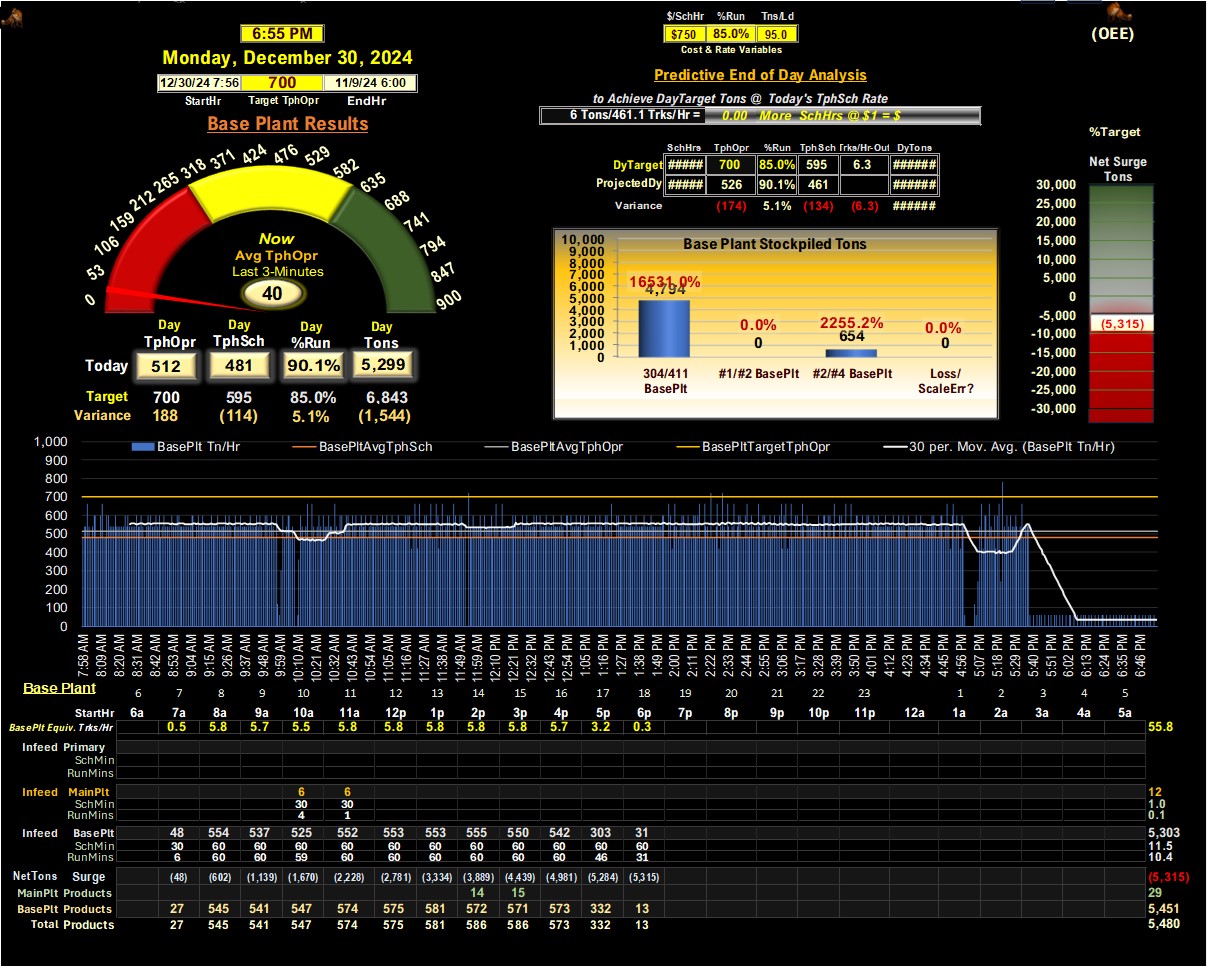 6:55 PM
Monday, December 30, 2024
12/30/24 7:56 700 11/9/24 6:00
StartHr Target TphOpr EndHr
Base Plant Results
0 53 106 159 212 265 318 371 424 476 529 582 635 688 741 794 847 900
Now
Avg TphOpr
Last 3-Minutes
40
Day Day Day Day
TphOpr TphSch %Run Tons
Today 512 481 90.1% 5,299
Target 700 595 85.0% 6,843
Variance 188 (114) 5.1% (1,544)
$/SchHr %Run Tns/Ld
$750 85.0% 95.0
Cost & Rate Variables
Predictive End of Day Analysis
to Achieve DayTarget Tons @ Today's TphSch Rate
6 Tons/461.1 Trks/Hr = 0.00 More SchHrs @ $1 = $
SchHrs TphOpr %Run TphSch Trks/Hr-Out DyTons
DyTarget ##### 700 85.0% 595 6.3 ######
ProjectedDy ##### 526 90.1% 461 ######
Variance (174) 5.1% (134) (6.3) ######
Base Plant Stockpiled Tons
10,000
9,000
8,000
7,000
6,000
5,000
4,000
3,000
2,000
1,000
0
16531.0% 0.0% 2255.2% 0.0%
4,794 0 654 0
304/411 #1/#2 BasePlt #2/#4 BasePlt Loss/
BasePlt ScaleErr?
(OEE)
%Target
Net Surge
Tons
30,000
25,000
20,000
15,000
10,000
5,000
0
-5,000
(5,315)
-10,000
-15,000
-20,000
-25,000
-30,000
BasePlt Tn/Hr BasePltAvgTphSch BasePltAvgTphOpr BasePltTargetTphOpr 30 per. Mov. Avg. (BasePlt Tn/Hr)
1,000
900
800
700
600
500
400
300
200
100
0
7:58 AM 8:09 AM 8:20 AM 8:31 AM 8:42 AM 8:53 AM 9:04 AM 9:15 AM 9:26 AM 9:37 AM 9:48 AM 9:59 AM 10:10 AM 10:21 AM 10:32 AM 10:43 AM 10:54 AM 11:05 AM 11:16 AM 11:27 AM 11:38 AM 11:49 AM 11:59 AM 12:10 PM 12:21 PM 12:32 PM 12:43 PM 12:54 PM 1:05 PM 1:16 PM 1:27 PM 1:38 PM 1:49 PM 2:00 PM 2:11 PM 2:22 PM 2:33 PM 2:44 PM 2:55 PM 3:06 PM 3:17 PM 3:28 PM 3:39 PM 3:50 PM 4:01 PM 4:12 PM 4:23 PM 4:34 PM 4:45 PM 4:56 PM 5:07 PM 5:18 PM 5:29 PM 5:40 PM 5:51 PM 6:02 PM 6:13 PM 6:24 PM 6:35 PM 6:46 PM
Base Plant 6 7 8 9 10 11 12 13 14 15 16 17 18 19 20 21 22 23 1 2 3 4 5
StartHr 6a 7a 8a 9a 10a 11a 12p 1p 2p 3p 4p 5p 6p 7p 8p 9p 10p 11p 12a 1a 2a 3a 4a 5a
BasePlt Equiv. Trks/Hr 0.5 5.8 5.7 5.5 5.8 5.8 5.8 5.8 5.8 5.7 3.2 0.3 55.8
Infeed Primary
SchMin
RunMins
Infeed MainPlt 6 6 12
SchMin 30 30 1.0
RunMins 4 1 0.1
Infeed BasePlt 48 554 537 525 552 553 553 555 550 542 303 31 5,303
SchMin 30 60 60 60 60 60 60 60 60 60 60 60 11.5
RunMins 6 60 60 59 60 60 60 60 60 60 46 31 10.4
NetTons Surge (48) (602) (1,139) (1,670) (2,228) (2,781) (3,334) (3,889) (4,439) (4,981) (5,284) (5,315) (5,315)
MainPlt Products 14 15 29
BasePlt Products 27 545 541 547 574 575 581 572 571 573 332 13 5,451
Total Products 27 545 541 547 574 575 581 586 586 573 332 13 5,480